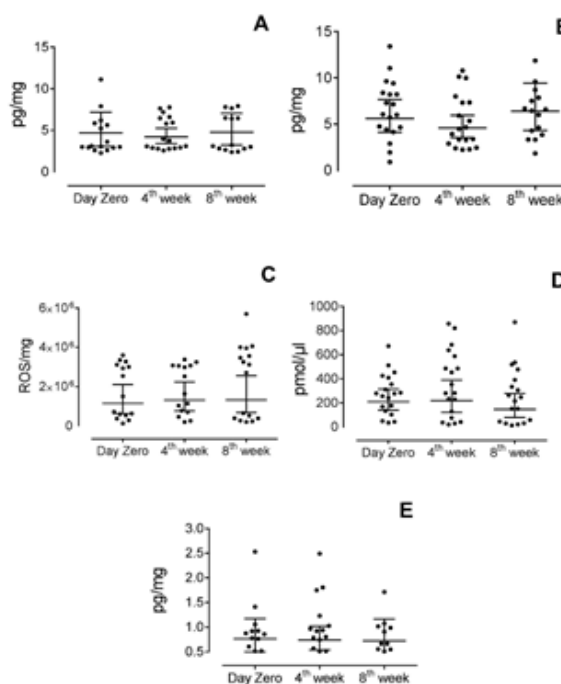 A
15
10
5
0
pg/mg
Day Zero 4th week 8th week
15
10
5
0
pg/mg
Day Zero 4th week 8th week
C
6×10⁶
4×10⁶
2×10⁶
0
ROS/mg
Day Zero 4th week 8th week
D
1000
800
600
400
200
0
pmol/µl
Day Zero 4th week 8th week
E
3.0
2.5
2.0
1.5
1.0
0.5
pg/mg
Day Zero 4th week 8th week